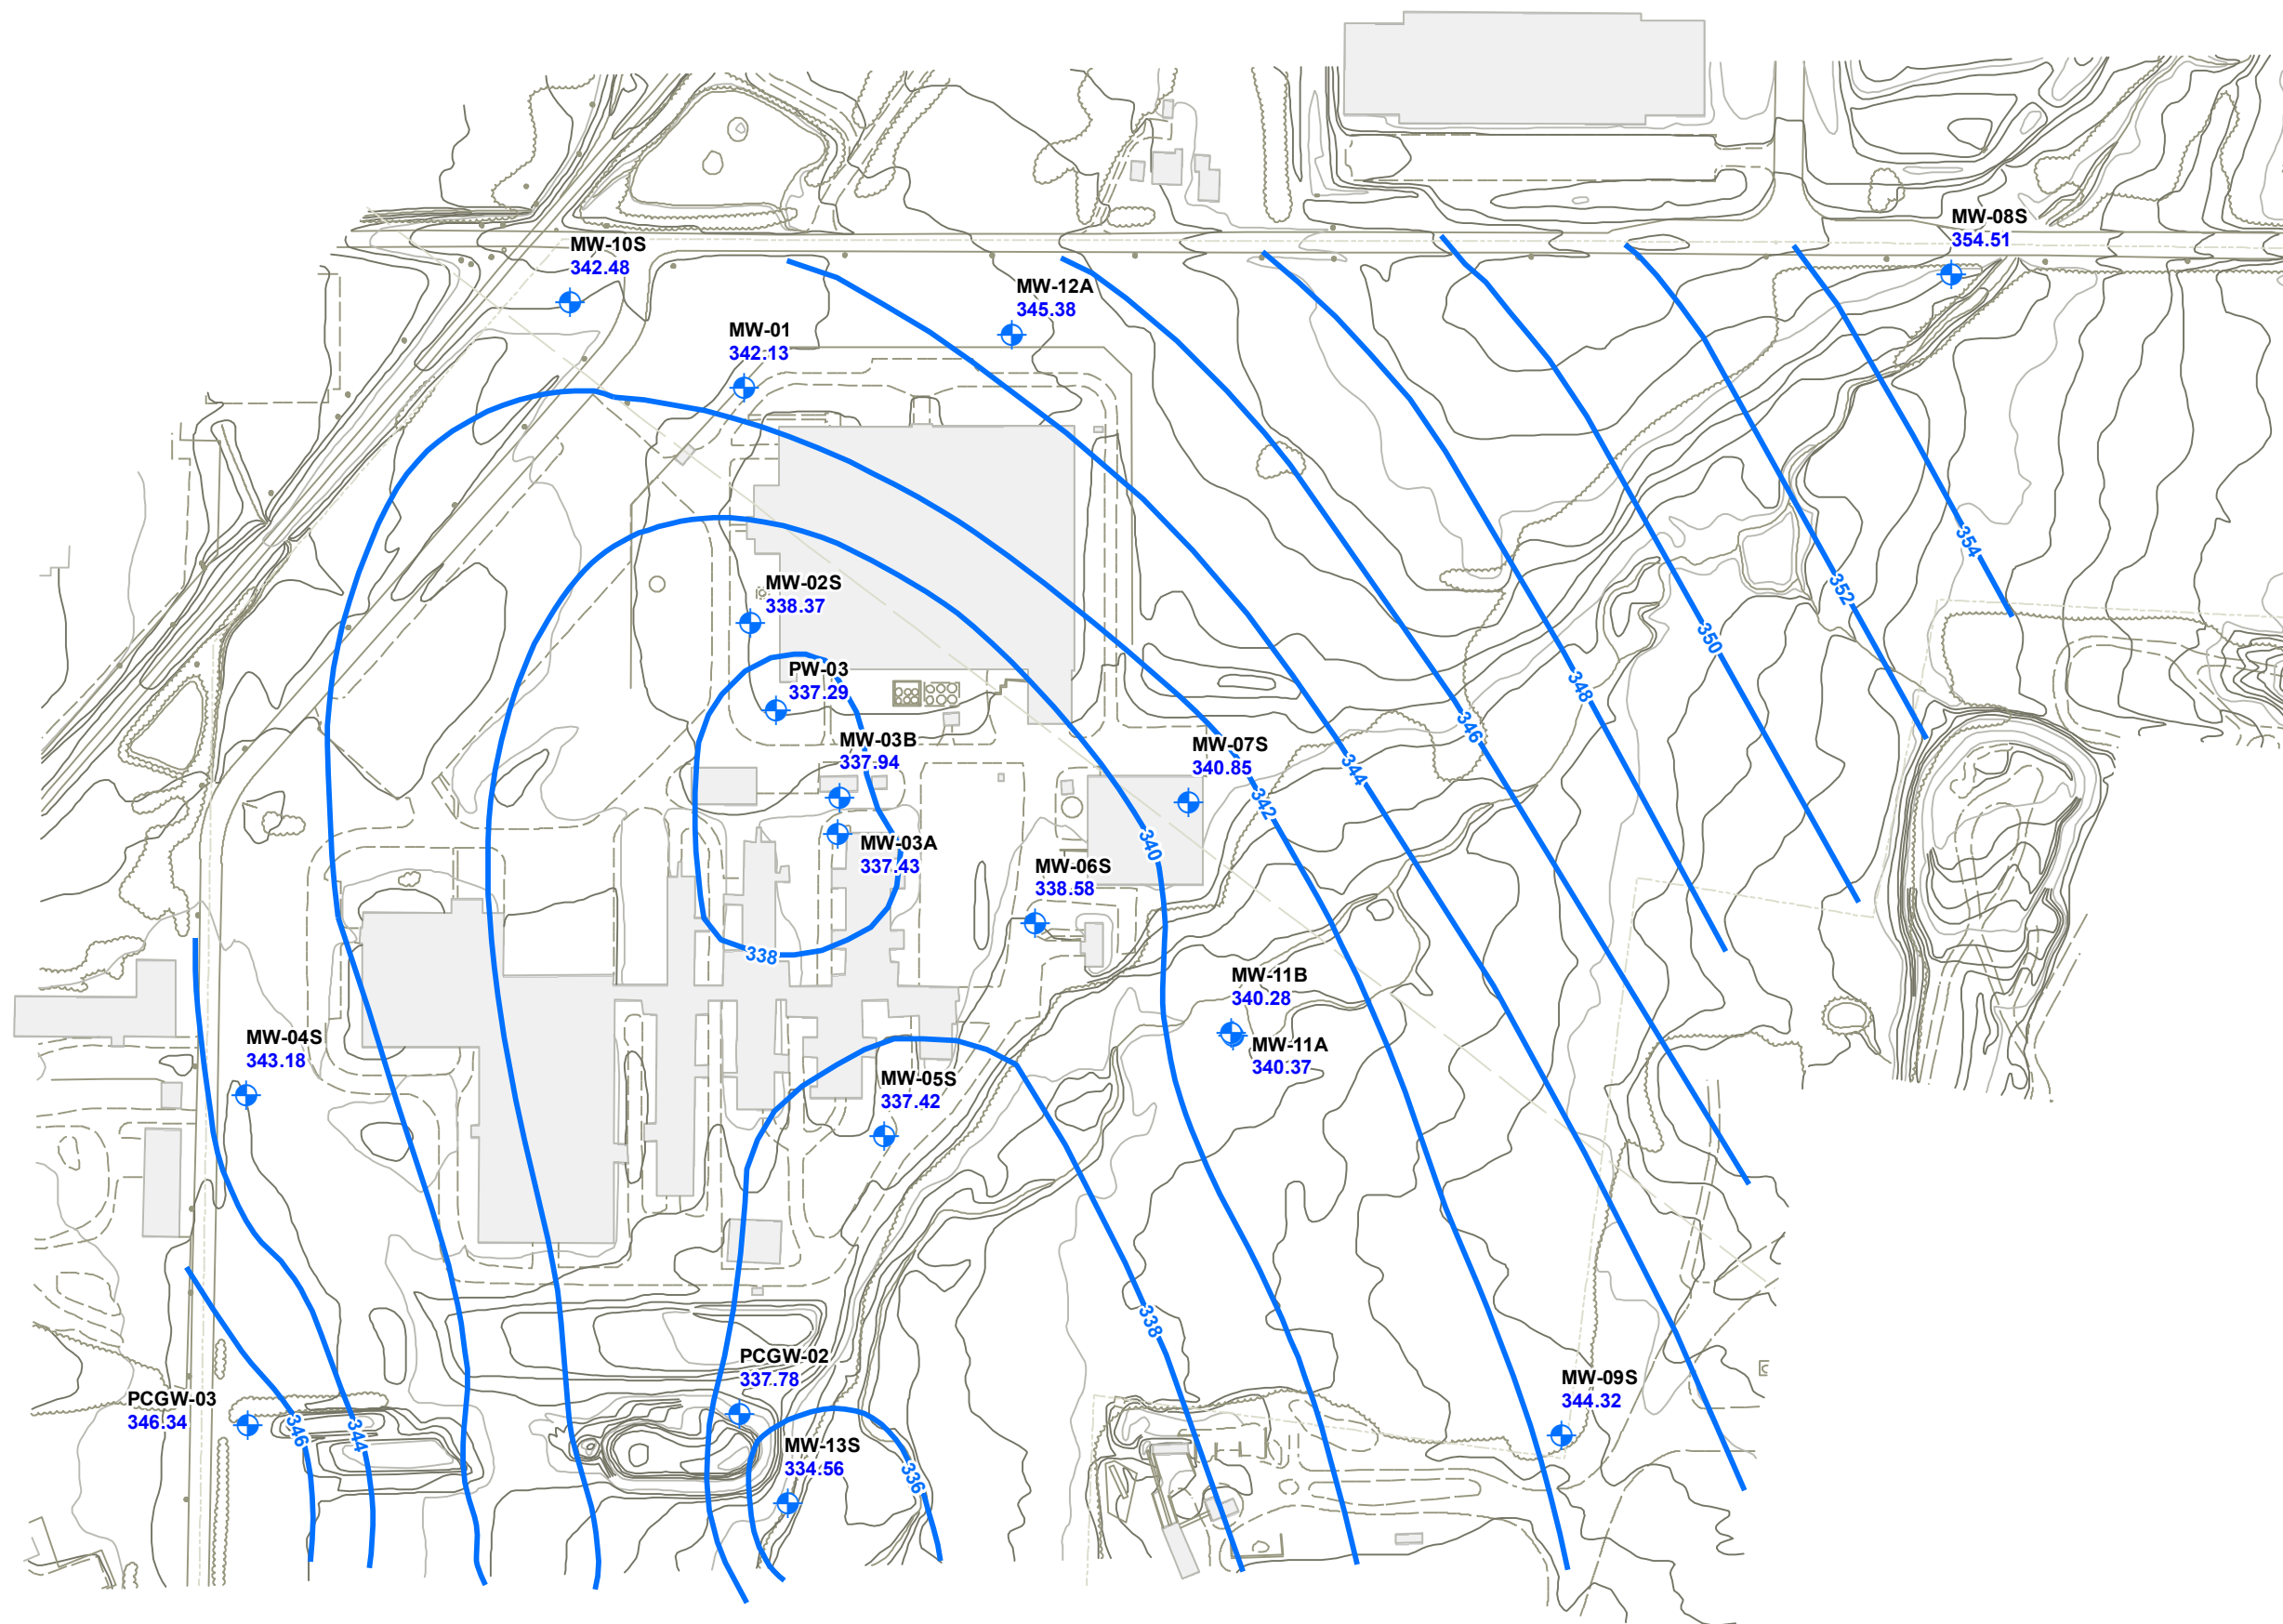 MW-08S
354.51
MW-10S
342.48
MW-12A
345.38
MW-01
342.13
354
MW-02S
338.37
352
350
PW-03
337.29
348
346
MW-03B
337.94
MW-07S
340.85
344
342
MW-03A
337.43
340
MW-06S
338.58
338
MW-11B
340.28
MW-04S
343.18
MW-11A
340.37
MW-05S
337.42
338
PCGW-02
337.78
MW-09S
344.32
PCGW-03
346.34
346
344
MW-13S
334.56
336